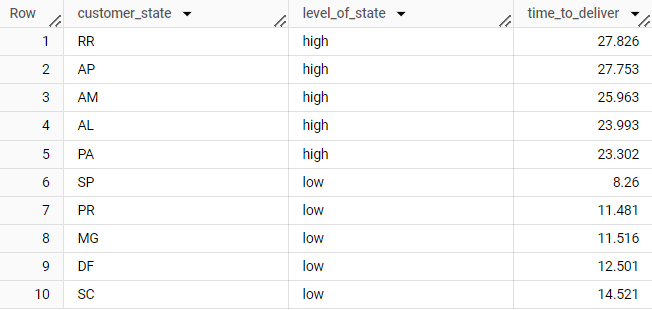 Row customer_state level_of_state time_to_deliver
1 RR high 27.826
2 AP high 27.753
3 AM high 25.963
4 AL high 23.993
5 PA high 23.302
6 SP low 8.26
7 PR low 11.481
8 MG low 11.516
9 DF low 12.501
10 SC low 14.521